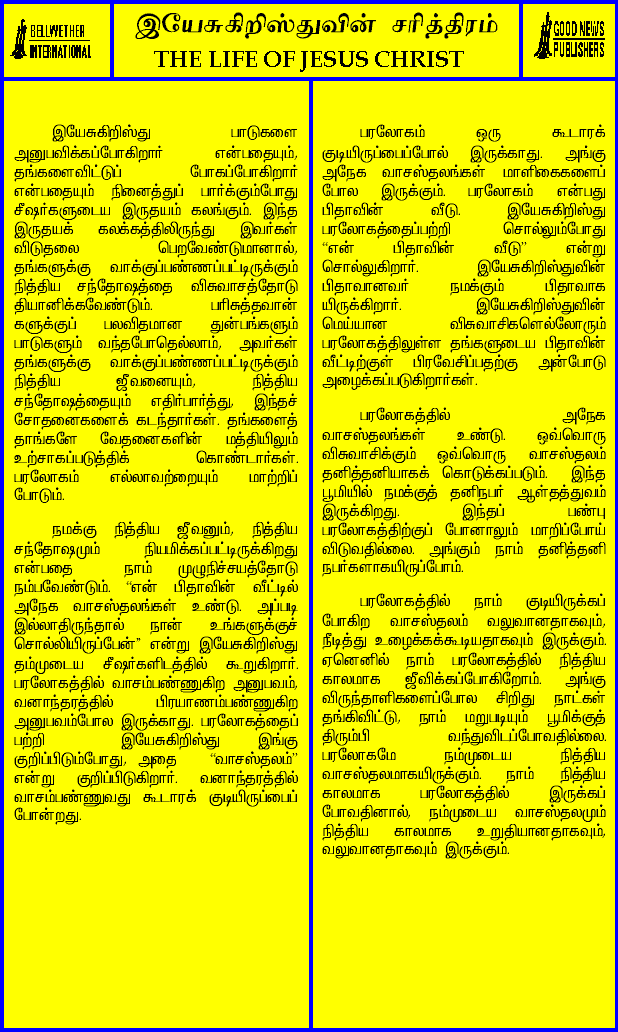 BELLWETHER
INTERNATIONAL
இயேசுகிறிஸ்துவின் சரித்திரம்
THE LIFE OF JESUS CHRIST
GOOD NEWS
PUBLISHERS
இயேசுகிறிஸ்து பாடுகளை
அனுபவிக்கப்போகிறார் என்பதையும்,
தங்களைவிட்டுப் போகப்போகிறார்
என்பதையும் நினைத்துப் பார்க்கும்போது
சீஷர்களுடைய இருதயம் கலங்கும். இந்த
இருதயக் கலக்கத்திலிருந்து இவர்கள்
விடுதலை பெறவேண்டுமானால்,
தங்களுக்கு வாக்குப்பண்ணப்பட்டிருக்கும்
நித்திய சந்தோஷத்தை விசுவாசத்தோடு
தியானிக்கவேண்டும். பரிசுத்தவான்
களுக்குப் பலவிதமான துன்பங்களும்
பாடுகளும் வந்தபோதெல்லாம், அவர்கள்
தங்களுக்கு வாக்குப்பண்ணப்பட்டிருக்கும்
நித்திய ஜீவனையும், நித்திய
சந்தோஷத்தையும் எதிர்பார்த்து, இந்தச்
சோதனைகளைக் கடந்தார்கள். தங்களைத்
தாங்களே வேதனைகளின் மத்தியிலும்
உற்சாகப்படுத்திக் கொண்டார்கள்.
பரலோகம் எல்லாவற்றையும் மாற்றிப்
போடும்.
நமக்கு நித்திய ஜீவனும், நித்திய
சந்தோஷமும் நியமிக்கப்பட்டிருக்கிறது
என்பதை நாம் முழுநிச்சயத்தோடு
நம்பவேண்டும். “என் பிதாவின் வீட்டில்
அநேக வாசஸ்தலங்கள் உண்டு. அப்படி
இல்லாதிருந்தால் நான் உங்களுக்குச்
சொல்லியிருப்பேன்” என்று இயேசுகிறிஸ்து
தம்முடைய சீஷர்களிடத்தில் கூறுகிறார்.
பரலோகத்தில் வாசம்பண்ணுகிற அனுபவம்,
வனாந்தரத்தில் பிரயாணம்பண்ணுகிற
அனுபவம்போல இருக்காது. பரலோகத்தைப்
பற்றி இயேசுகிறிஸ்து இங்கு
குறிப்பிடும்போது, அதை “வாசஸ்தலம்”
என்று குறிப்பிடுகிறார். வனாந்தரத்தில்
வாசம்பண்ணுவது கூடாரக் குடியிருப்பைப்
போன்றது.
பரலோகம் ஒரு கூடாரக்
குடியிருப்பைப்போல் இருக்காது. அங்கு
அநேக வாசஸ்தலங்கள் மாளிகைகளைப்
போல இருக்கும். பரலோகம் என்பது
பிதாவின் வீடு. இயேசுகிறிஸ்து
பரலோகத்தைப்பற்றி சொல்லும்போது
“என் பிதாவின் வீடு” என்று
சொல்லுகிறார். இயேசுகிறிஸ்துவின்
பிதாவானவர் நமக்கும் பிதாவாக
யிருக்கிறார். இயேசுகிறிஸ்துவின்
மெய்யான விசுவாசிகளெல்லோரும்
பரலோகத்திலுள்ள தங்களுடைய பிதாவின்
வீட்டிற்குள் பிரவேசிப்பதற்கு அன்போடு
அழைக்கப்படுகிறார்கள்.
பரலோகத்தில் அநேக
வாசஸ்தலங்கள் உண்டு. ஒவ்வொரு
விசுவாசிக்கும் ஒவ்வொரு வாசஸ்தலம்
தனித்தனியாகக் கொடுக்கப்படும். இந்த
பூமியில் நமக்குத் தனிநபர் ஆள்தத்துவம்
இருக்கிறது. இந்தப் பண்பு
பரலோகத்திற்குப் போனாலும் மாறிப்போய்
விடுவதில்லை. அங்கும் நாம் தனித்தனி
நபர்களாகயிருப்போம்.
பரலோகத்தில் நாம் குடியிருக்கப்
போகிற வாசஸ்தலம் வலுவானதாகவும்,
நீடித்து உழைக்கக்கூடியதாகவும் இருக்கும்.
ஏனெனில் நாம் பரலோகத்தில் நித்திய
காலமாக ஜீவிக்கப்போகிறோம். அங்கு
விருந்தாளிகளைப்போல சிறிது நாட்கள்
தங்கிவிட்டு, நாம் மறுபடியும் பூமிக்குத்
திரும்பி வந்துவிடப்போவதில்லை.
பரலோகமே நம்முடைய நித்திய
வாசஸ்தலமாகயிருக்கும். நாம் நித்திய
காலமாக பரலோகத்தில் இருக்கப்
போவதினால், நம்முடைய வாசஸ்தலமும்
நித்திய காலமாக உறுதியானதாகவும்,
வலுவானதாகவும் இருக்கும்.